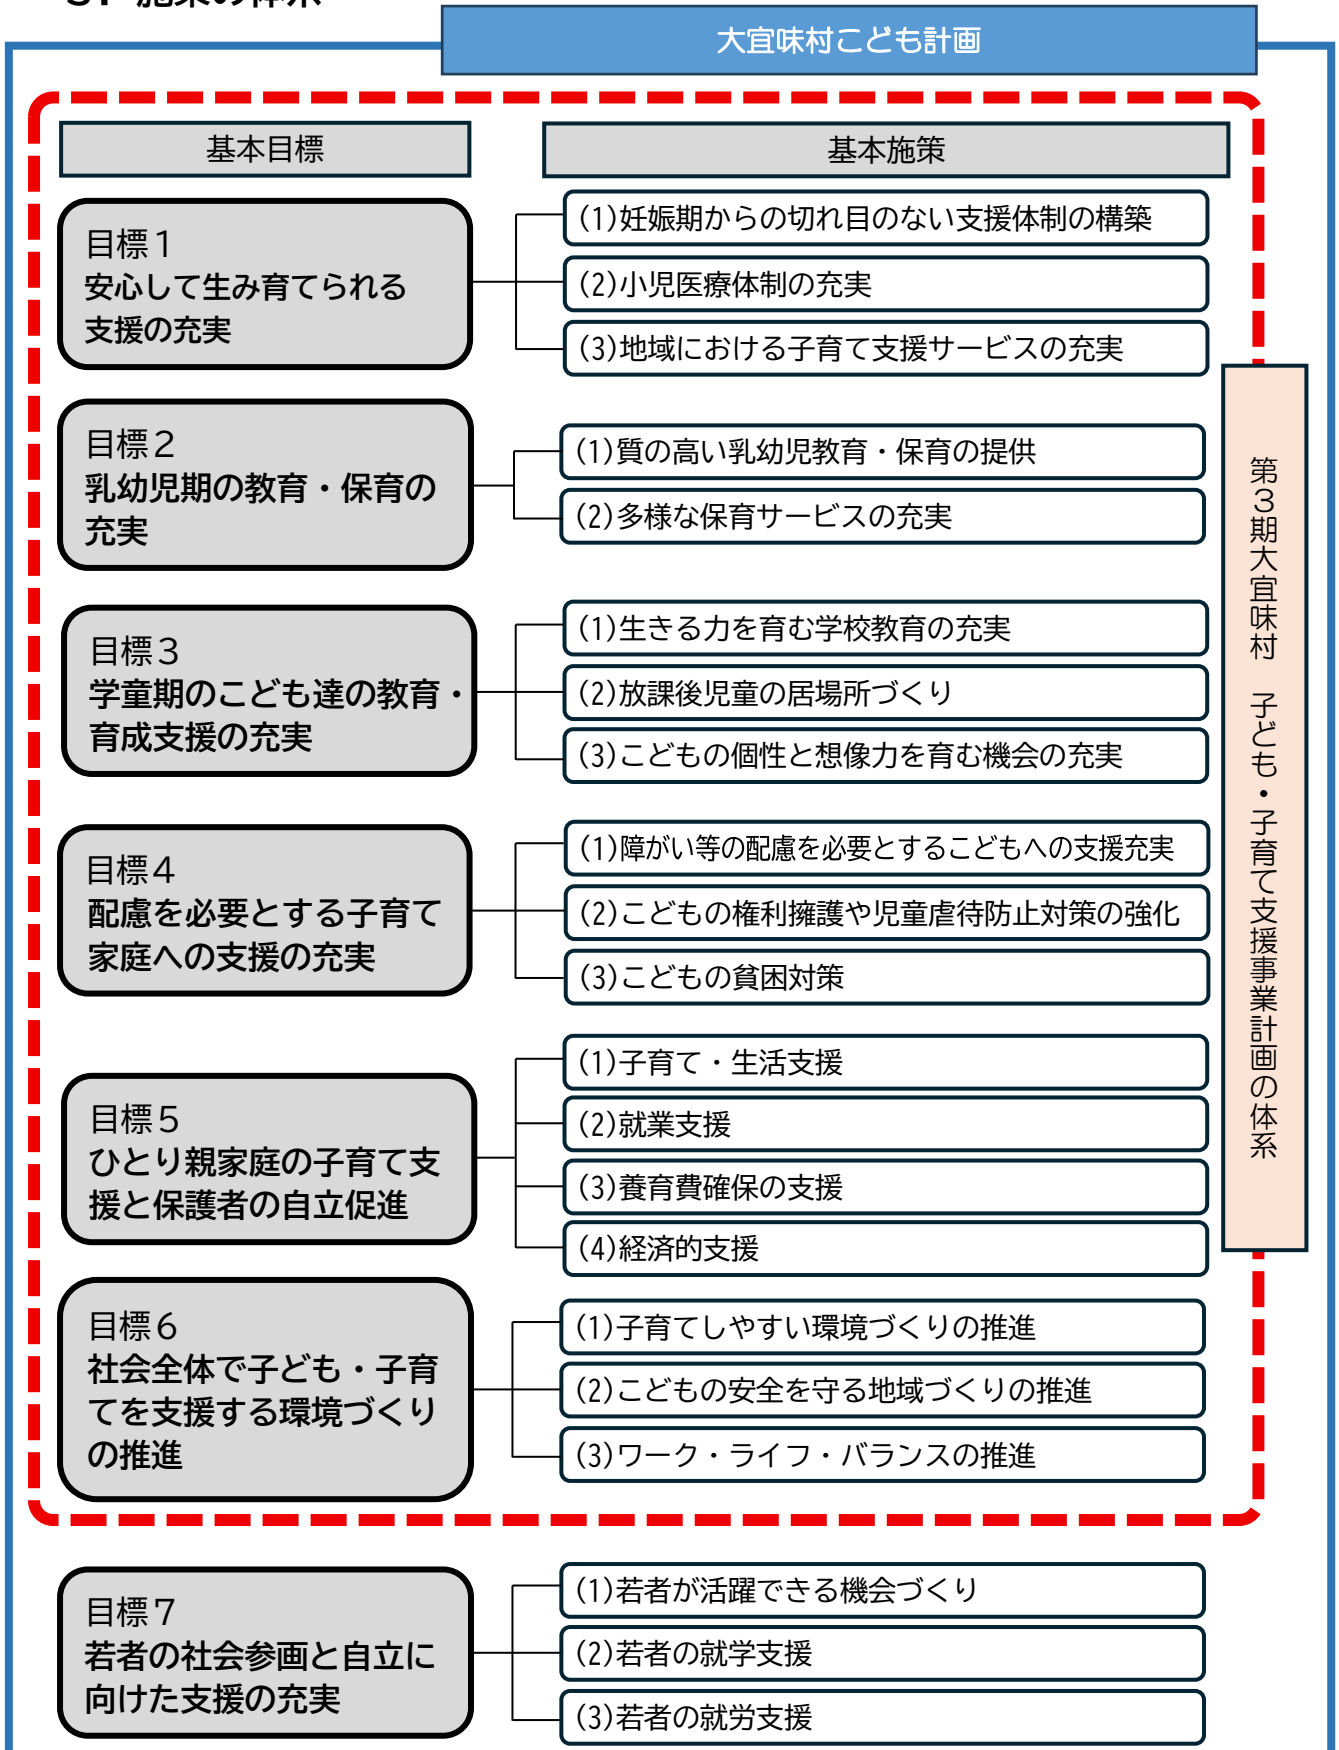 大宜味村こども計画
基本目標
基本施策
目標１
安心して生み育てられる
支援の充実
(1)妊娠期からの切れ目のない支援体制の構築
(2)小児医療体制の充実
(3)地域における子育て支援サービスの充実
目標２
乳幼児期の教育・保育の
充実
(1)質の高い乳幼児教育・保育の提供
(2)多様な保育サービスの充実
目標３
学童期のこども達の教育・
育成支援の充実
(1)生きる力を育む学校教育の充実
(2)放課後児童の居場所づくり
(3)こどもの個性と想像力を育む機会の充実
目標４
配慮を必要とする子育て
家庭への支援の充実
(1)障がい等の配慮を必要とするこどもへの支援充実
(2)こどもの権利擁護や児童虐待防止対策の強化
(3)こどもの貧困対策
目標５
ひとり親家庭の子育て支
援と保護者の自立促進
(1)子育て・生活支援
(2)就業支援
(3)養育費確保の支援
(4)経済的支援
目標６
社会全体で子ども・子育
てを支援する環境づくり
の推進
(1)子育てしやすい環境づくりの推進
(2)こどもの安全を守る地域づくりの推進
(3)ワーク・ライフ・バランスの推進
第３期大宜味村　子ども・子育て支援事業計画の体系
目標７
若者の社会参画と自立に
向けた支援の充実
(1)若者が活躍できる機会づくり
(2)若者の就学支援
(3)若者の就労支援